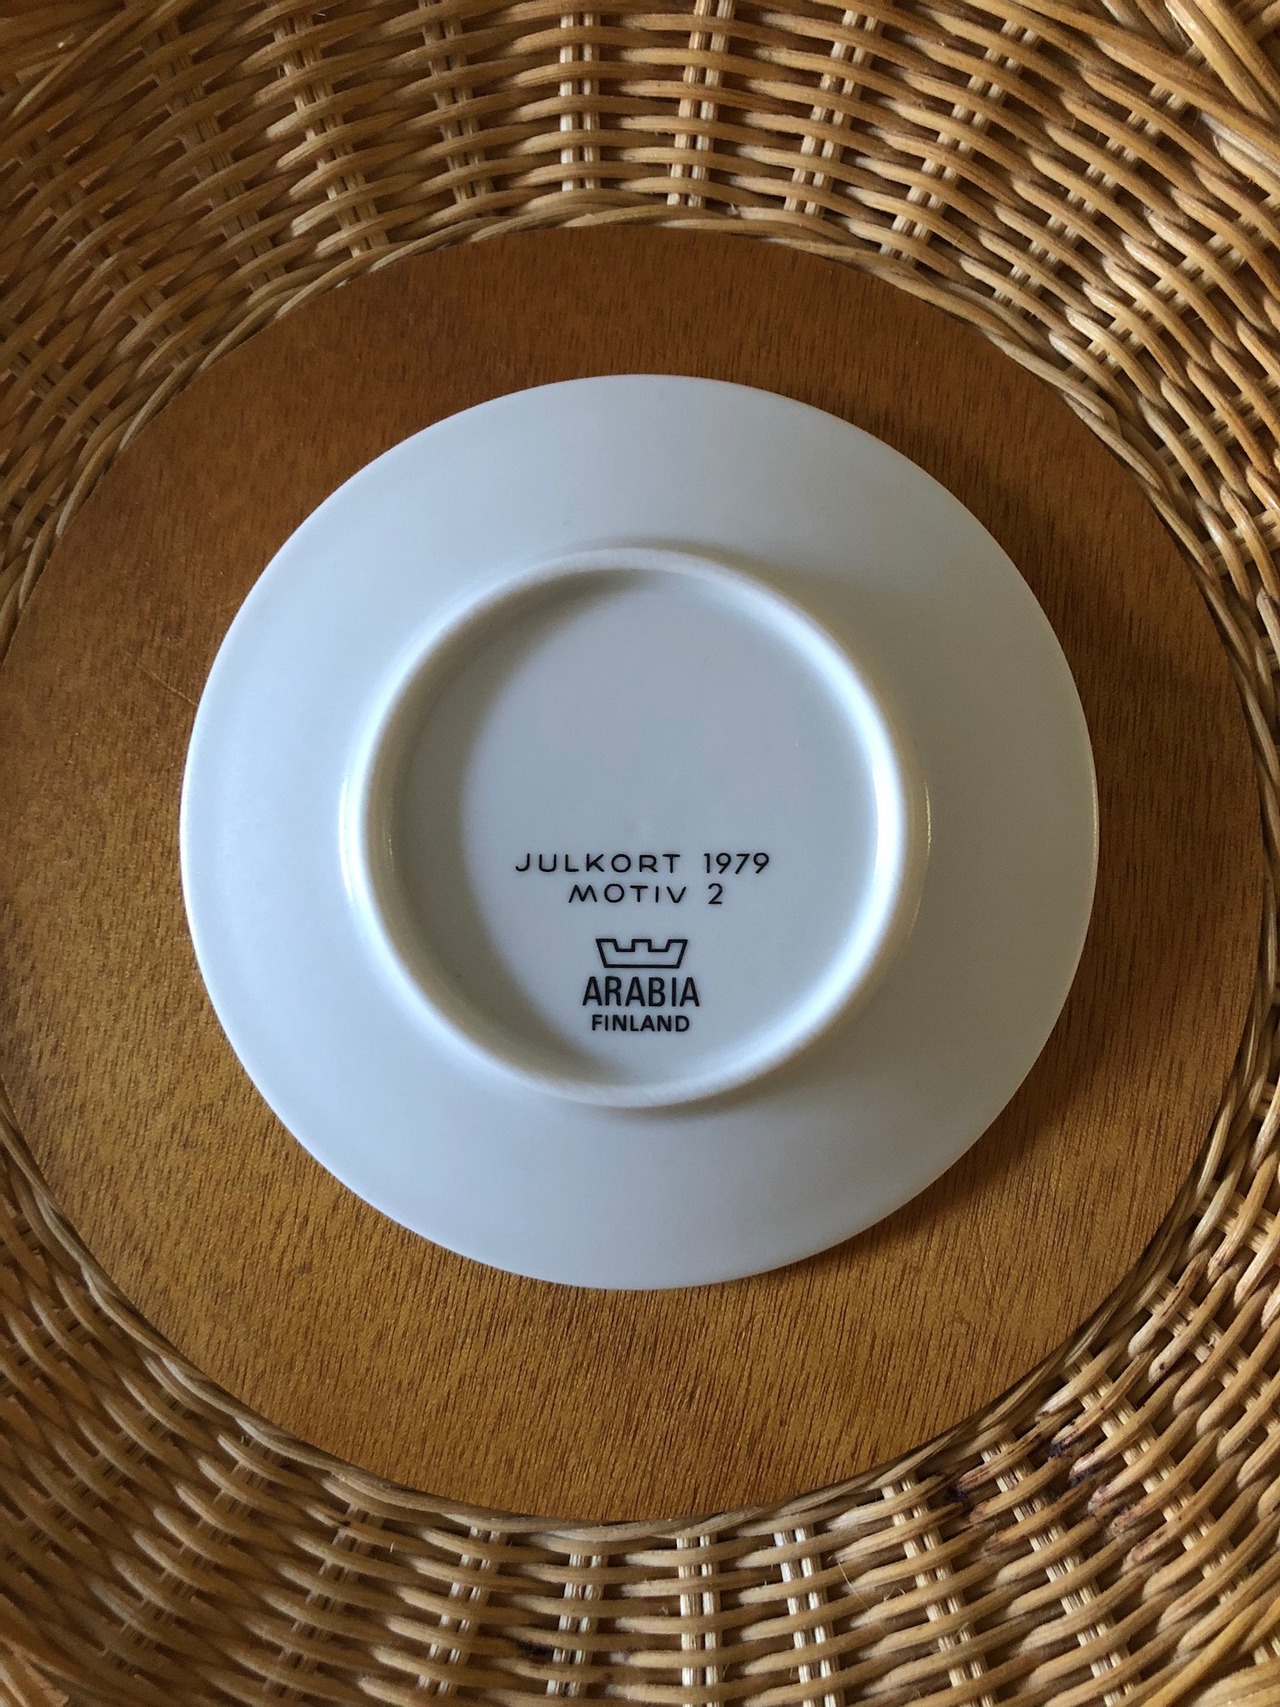 JULKORT 1979
MOTIV 2
ARABIA
FINLAND